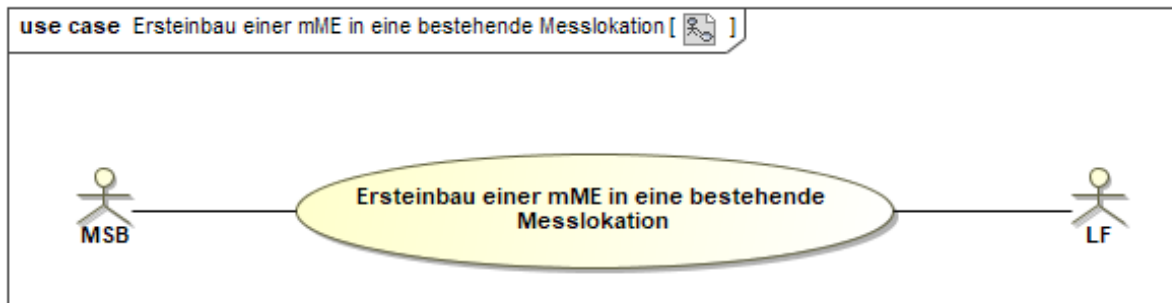 use case Ersteinbau einer mME in eine bestehende Messlokation [ ]
Ersteinbau einer mME in eine bestehende
Messlokation
MSB
LF